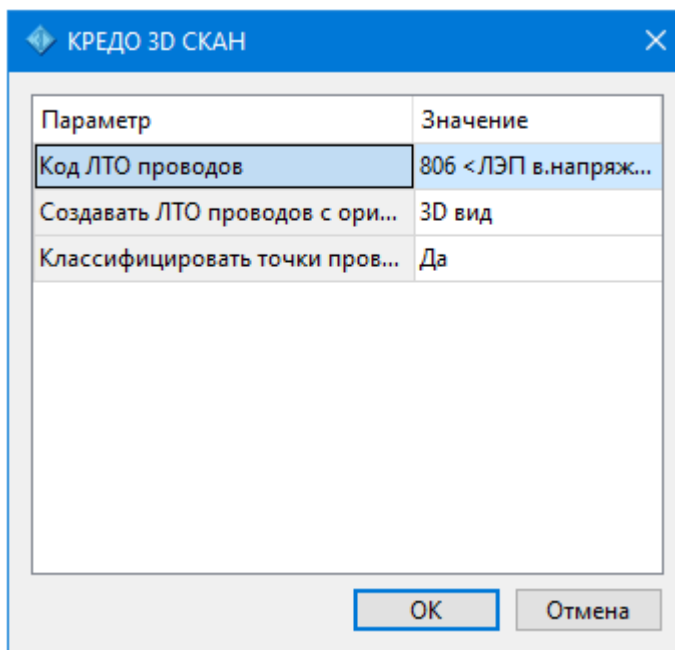 КРЕДО 3D СКАН
Параметр Значение
Код ЛТО проводов 806 <ЛЭП в.напряж...
Создавать ЛТО проводов с ори... 3D вид
Классифицировать точки пров... Да
ОК Отмена